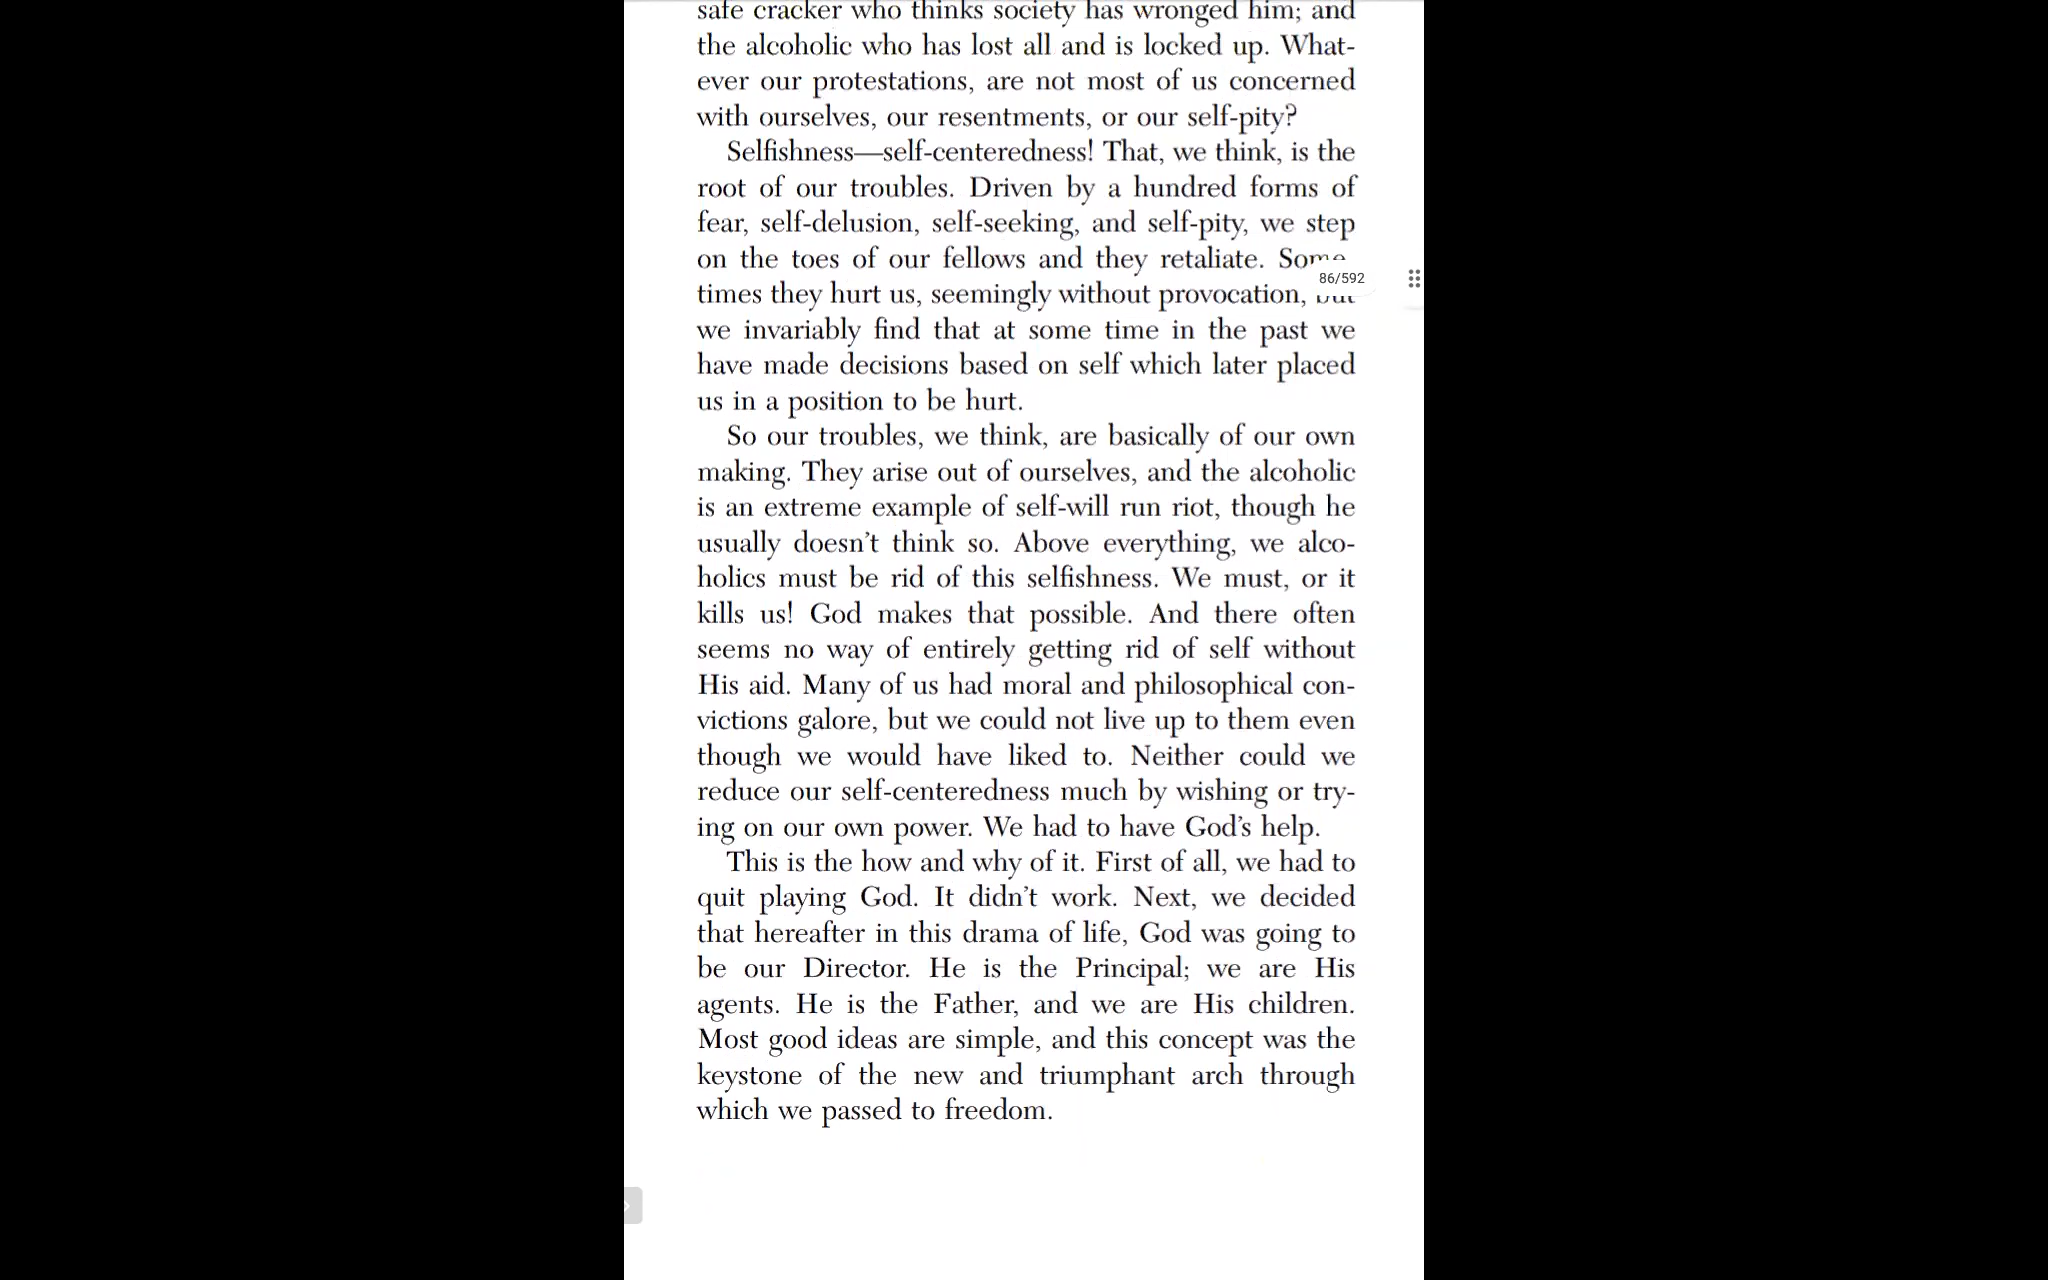 safe cracker who thinks society has wronged him; and
the alcoholic who has lost all and is locked up. What-
ever our protestations, are not most of us concerned
with ourselves, our resentments, or our self-pity?
Selfishness—self-centeredness! That, we think, is the
root of our troubles. Driven by a hundred forms of
fear, self-delusion, self-seeking, and self-pity, we step
on the toes of our fellows and they retaliate. Some
86/592
times they hurt us, seemingly without provocation, but
we invariably find that at some time in the past we
have made decisions based on self which later placed
us in a position to be hurt.
So our troubles, we think, are basically of our own
making. They arise out of ourselves, and the alcoholic
is an extreme example of self-will run riot, though he
usually doesn’t think so. Above everything, we alco-
holics must be rid of this selfishness. We must, or it
kills us! God makes that possible. And there often
seems no way of entirely getting rid of self without
His aid. Many of us had moral and philosophical con-
victions galore, but we could not live up to them even
though we would have liked to. Neither could we
reduce our self-centeredness much by wishing or try-
ing on our own power. We had to have God’s help.
This is the how and why of it. First of all, we had to
quit playing God. It didn’t work. Next, we decided
that hereafter in this drama of life, God was going to
be our Director. He is the Principal; we are His
agents. He is the Father, and we are His children.
Most good ideas are simple, and this concept was the
keystone of the new and triumphant arch through
which we passed to freedom.